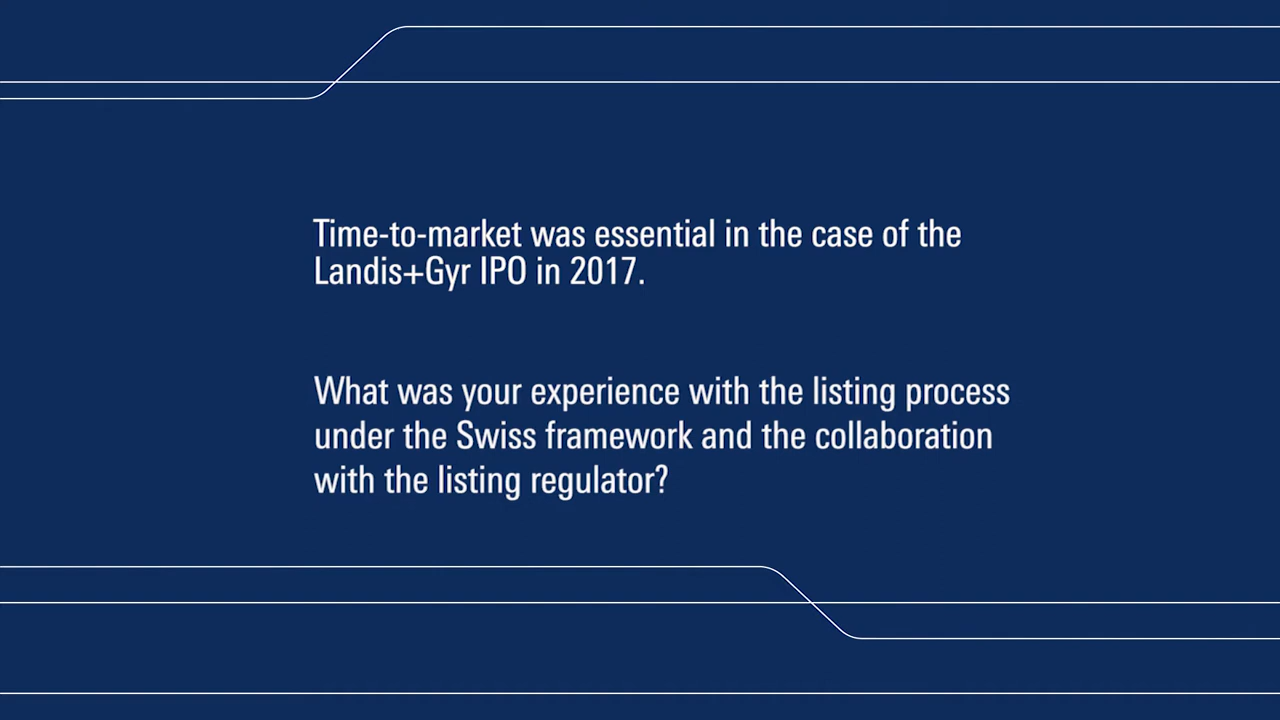 Time-to-market was essential in the case of the
Landis+Gyr IPO in 2017.
What was your experience with the listing process
under the Swiss framework and the collaboration
with the listing regulator?